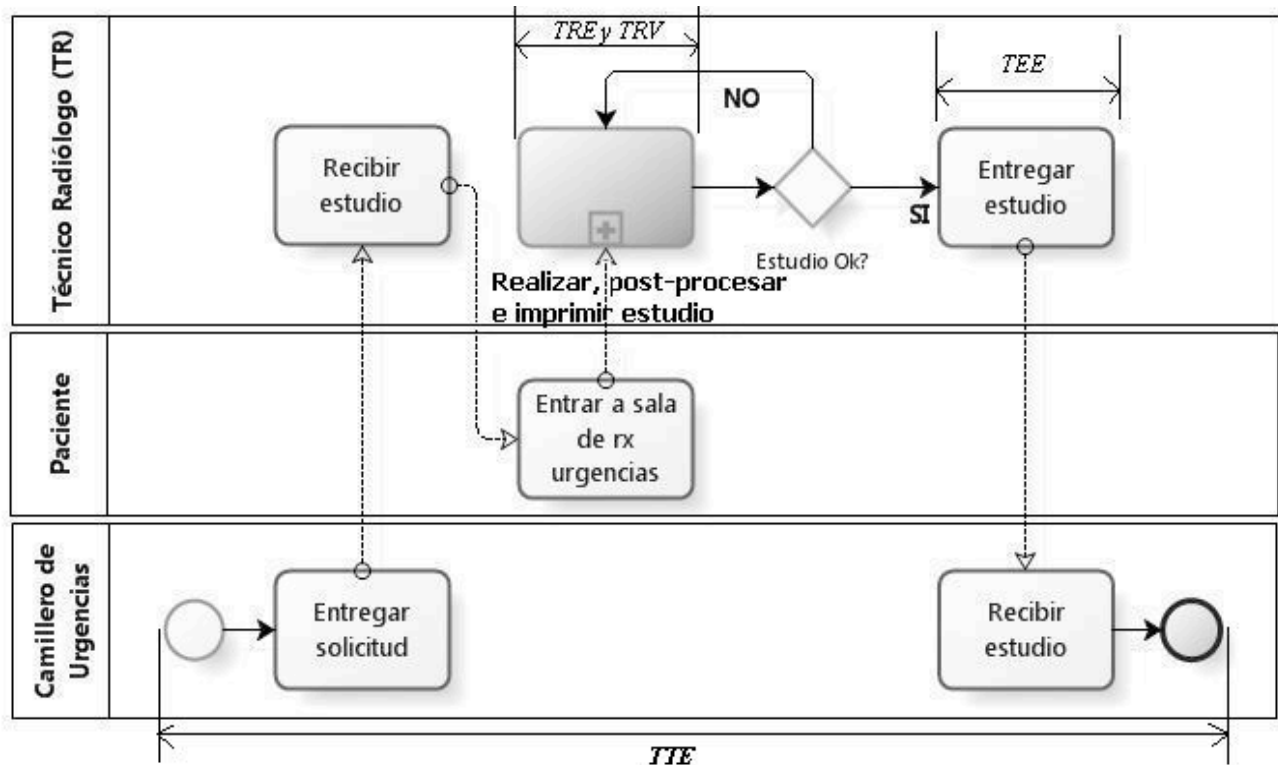 TRE y TRV
TEE
Técnico Radiólogo (TR)
Recibir
estudio
NO
Estudio Ok?
SI
Entregar
estudio
Realizar, post-procesar
e imprimir estudio
Paciente
Entrar a sala
de rx
urgencias
Camillero de
Urgencias
Entregar
solicitud
Recibir
estudio
TTE